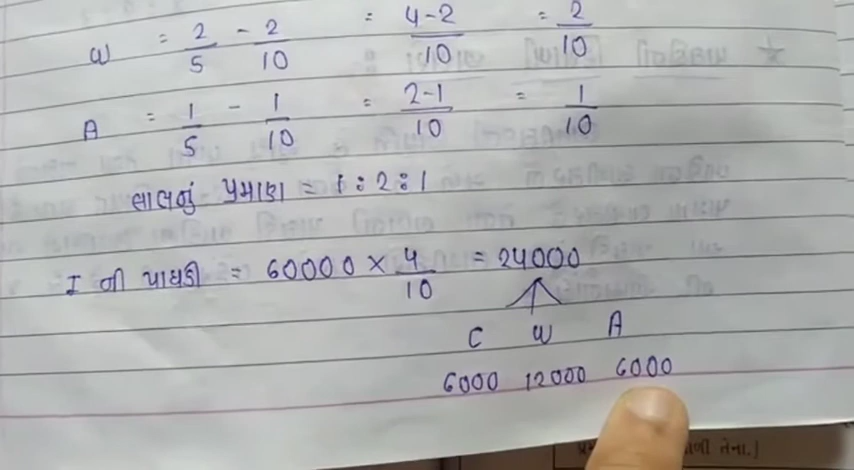 W = 2/5 - 2/10 = 4-2/10 = 2/10
A = 1/5 - 1/10 = 2-1/10 = 1/10
લાભનું પ્રમાણ = 1:2:1
I ની પાઘડી = 60000 × 4/10 = 24000
C W A
6000 12000 6000